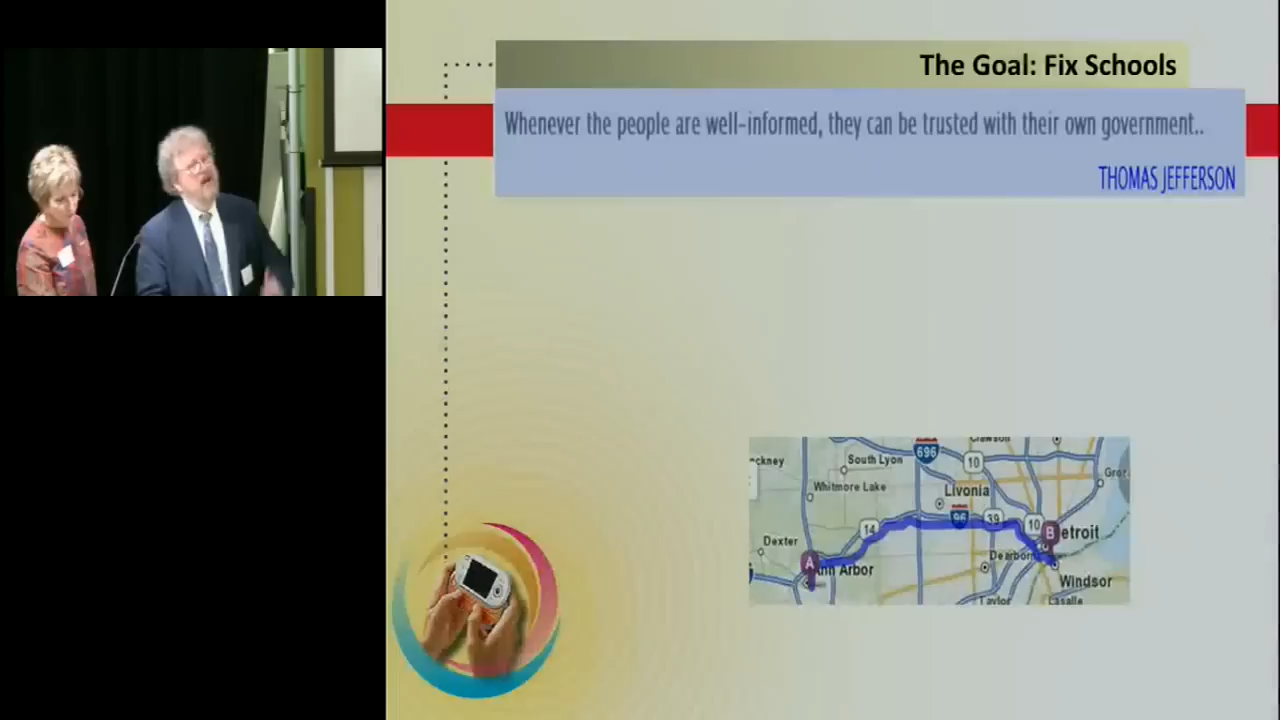 The Goal: Fix Schools
Whenever the people are well-informed, they can be trusted with their own government..
THOMAS JEFFERSON
696
10
South Lyon
Whitmore Lake
Livonia
96
39
10
14
B
Detroit
Dexter
A
Arbor
Dearborn
Windsor
Taylor
Lasalle